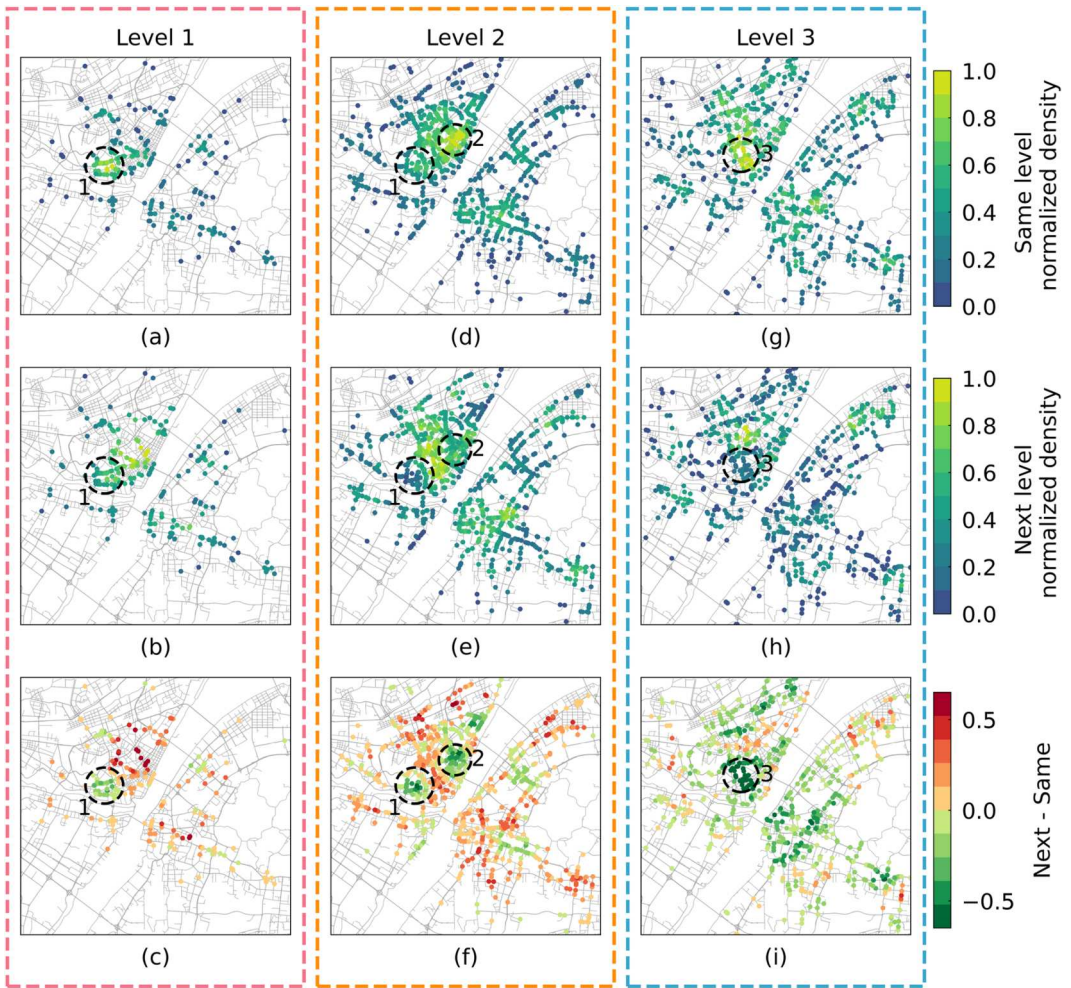 Level 1
Level 2
Level 3
1
1
2
3
(a)
(d)
(g)
1.0
0.8
0.6
0.4
0.2
0.0
Same level
normalized density
1
1
2
3
(b)
(e)
(h)
1.0
0.8
0.6
0.4
0.2
0.0
Next level
normalized density
1
1
2
3
(c)
(f)
(i)
0.5
0.0
−0.5
Next - Same